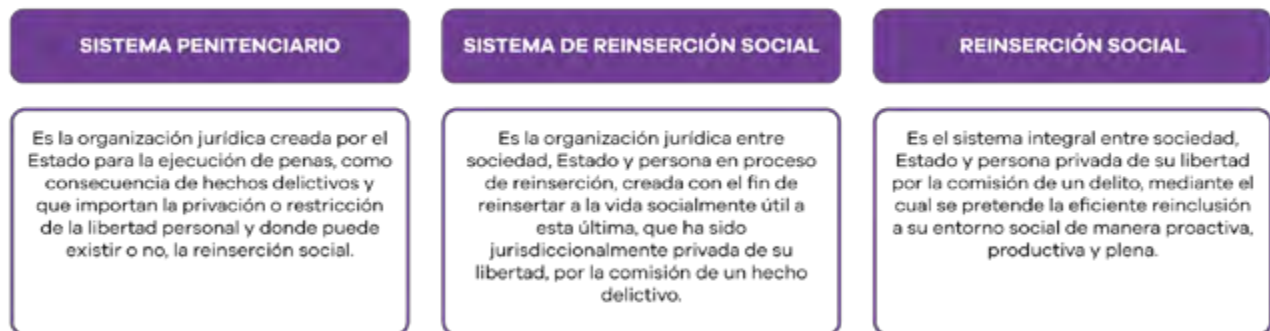 SISTEMA PENITENCIARIO
Es la organización jurídica creada por el
Estado para la ejecución de penas, como
consecuencia de hechos delictivos y
que importan la privación o restricción
de la libertad personal y donde puede
existir o no, la reinserción social.
SISTEMA DE REINSERCIÓN SOCIAL
Es la organización jurídica entre
sociedad, Estado y persona en proceso
de reinserción, creada con el fin de
reinsertar a la vida socialmente útil a
esta última, que ha sido
jurisdiccionalmente privada de su
libertad, por la comisión de un hecho
delictivo.
REINSERCIÓN SOCIAL
Es el sistema integral entre sociedad,
Estado y persona privada de su libertad
por la comisión de un delito, mediante el
cual se pretende la eficiente reinclusión
a su entorno social de manera proactiva,
productiva y plena.